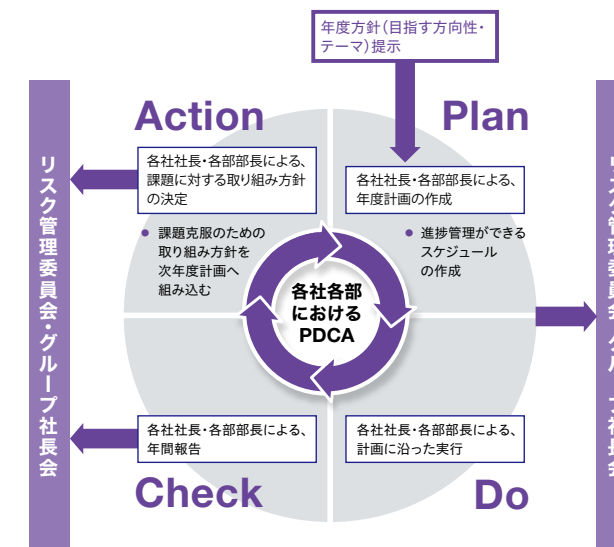 年度方針(目指す方向性・
テーマ)提示
Action
Plan
リスク管理委員会・グループ社長会
各社社長・各部部長による、
課題に対する取り組み方針
の決定
● 課題克服のための
取り組み方針を
次年度計画へ
組み込む
各社社長・各部部長による、
年度計画の作成
● 進捗管理ができる
スケジュール
の作成
各社各部
における
PDCA
各社社長・各部部長による、
年間報告
各社社長・各部部長による、
計画に沿った実行
Check
Do